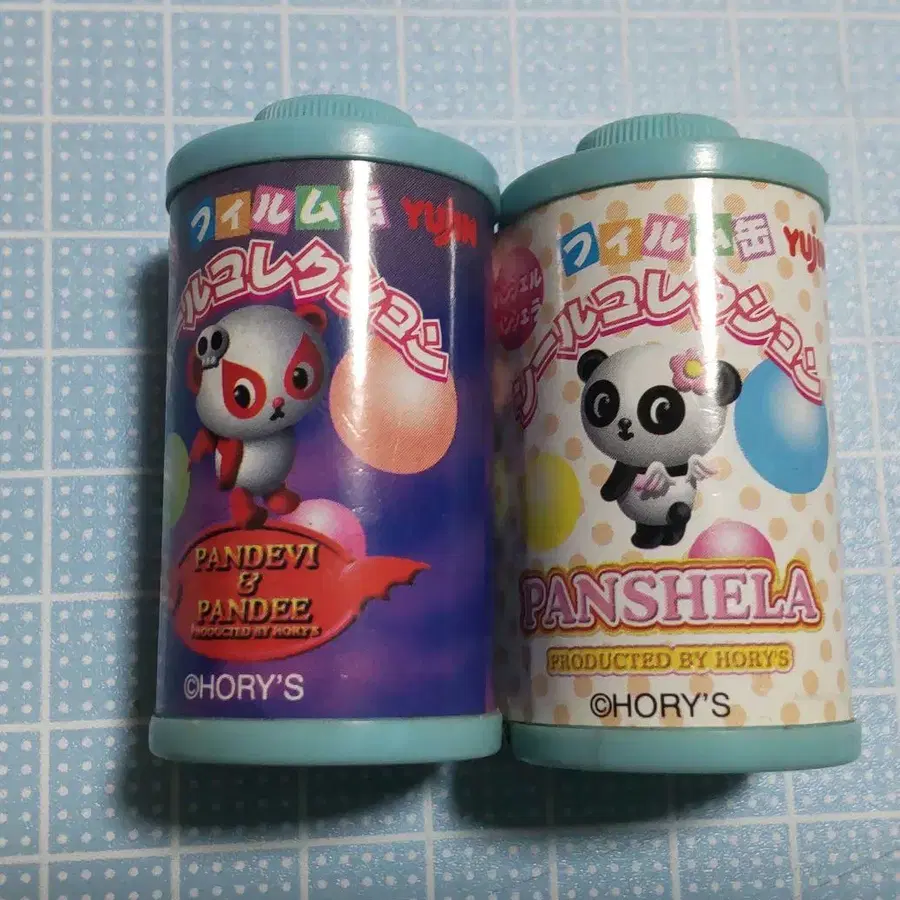 フィルム缶 Yujin
ールコレクション
PANDEVI
&
PANDEE
PRODUCTED BY HORY'S
©HORY'S
フィルム缶 Yujin
シールコレクション
PANSHELA
PRODUCTED BY HORY'S
©HORY'S